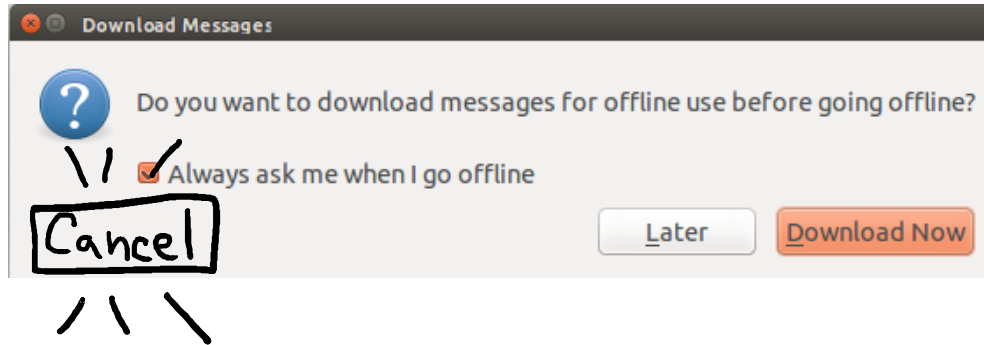 Download Messages
?
Do you want to download messages for offline use before going offline?
Always ask me when I go offline
Cancel
Later
Download Now